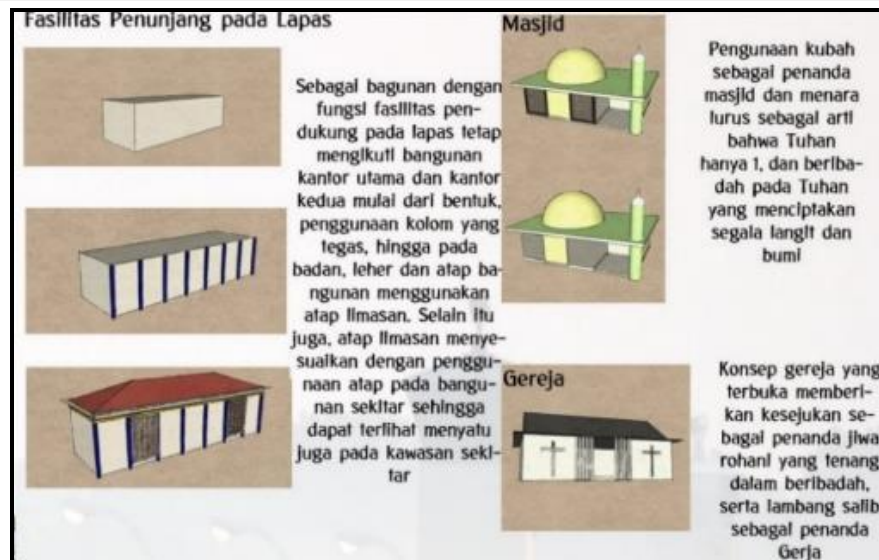 Fasilitas Penunjang pada Lapas
Sebagai bagunan dengan
fungsi fasilitas pen-
dukung pada lapas tetap
mengikuti bangunan
kantor utama dan kantor
kedua mulai dari bentuk,
penggunaan kolom yang
tegas, hingga pada
badan, leher dan atap ba-
ngunan menggunakan
atap limasan. Selain itu
juga, atap limasan menye-
suaikan dengan penggu-
naan atap pada bangu-
nan sekitar sehingga
dapat terlihat menyatu
juga pada kawasan seki-
tar
Masjid
Pengunaan kubah
sebagai penanda
masjid dan menara
lurus sebagai arti
bahwa Tuhan
hanya 1, dan beriba-
dah pada Tuhan
yang menciptakan
segala langit dan
bumi
Gereja
Konsep gereja yang
terbuka memberi-
kan kesejukan se-
bagai penanda jiwa
rohani yang tenang
dalam beribadah,
serta lambang salib
sebagai penanda
Gerja